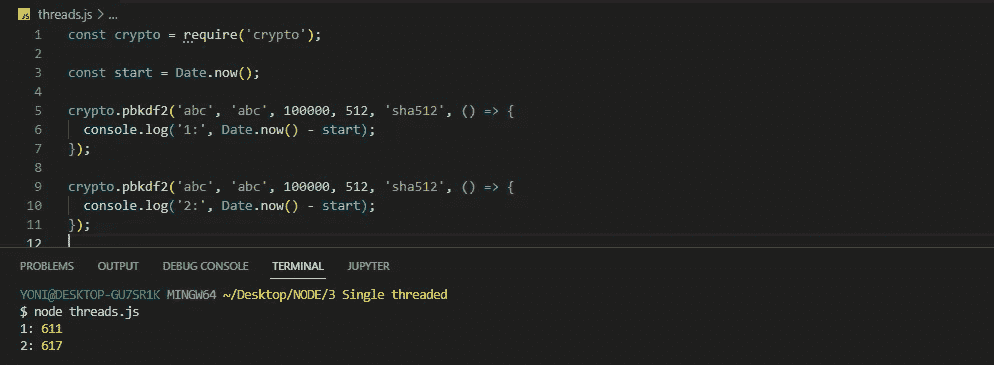 JS threads.js > ...
1 const crypto = require('crypto');
2
3 const start = Date.now();
4
5 crypto.pbkdf2('abc', 'abc', 100000, 512, 'sha512', () => {
6 console.log('1:', Date.now() - start);
7 });
8
9 crypto.pbkdf2('abc', 'abc', 100000, 512, 'sha512', () => {
10 console.log('2:', Date.now() - start);
11 });
12
PROBLEMS OUTPUT DEBUG CONSOLE TERMINAL JUPYTER
YONI@DESKTOP-GU7SR1K MINGW64 ~/Desktop/NODE/3 Single threaded
$ node threads.js
1: 611
2: 617